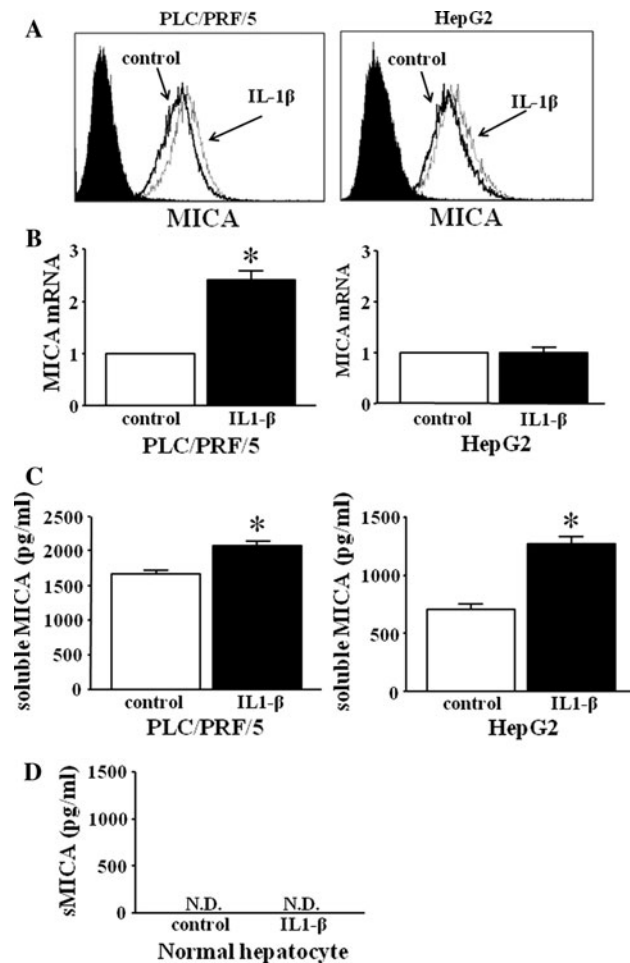 A
PLC/PRF/5
HepG2
control
IL-1β
control
IL-1β
MICA
MICA
B
MICA mRNA
3
2
1
0
*
control
IL1-β
PLC/PRF/5
MICA mRNA
3
2
1
0
control
IL1-β
HepG2
C
soluble MICA (pg/ml)
2500
2000
1500
1000
500
0
*
control
IL1-β
PLC/PRF/5
soluble MICA (pg/ml)
1500
1000
500
0
*
control
IL1-β
HepG2
D
sMICA (pg/ml)
1500
1000
500
0
N.D.
N.D.
control
IL1-β
Normal hepatocyte